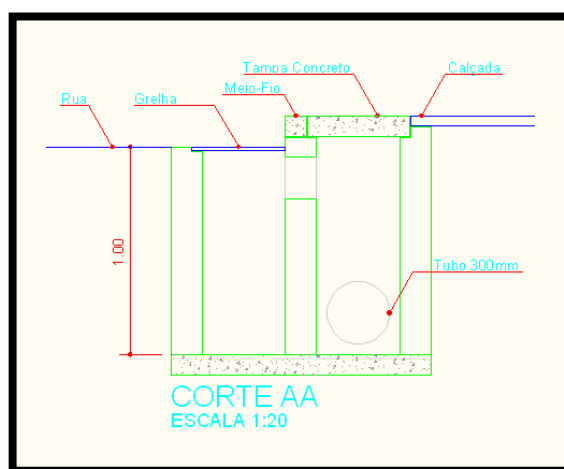 Tampa Concreto
Calçada
Meio-Fio
Rua
Grelha
1.00
Tubo 300mm
CORTE AA
ESCALA 1:20